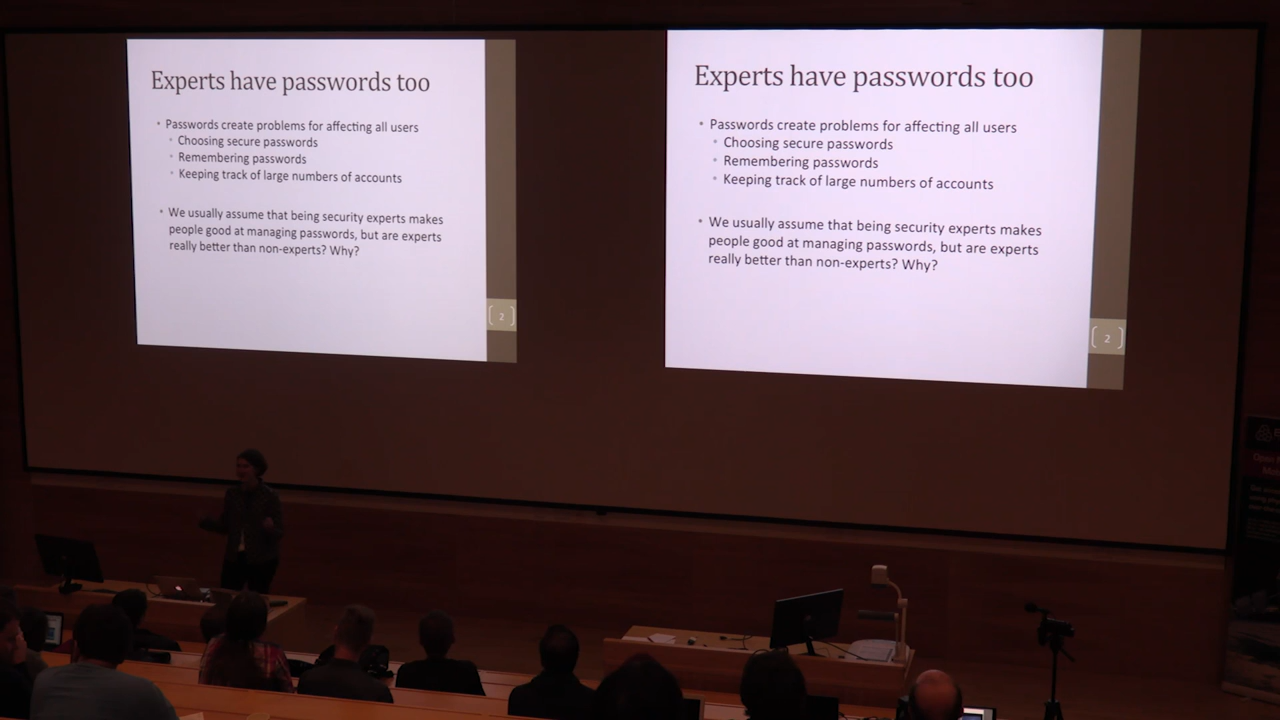 Experts have passwords too
• Passwords create problems for affecting all users
• Choosing secure passwords
• Remembering passwords
• Keeping track of large numbers of accounts
• We usually assume that being security experts makes
people good at managing passwords, but are experts
really better than non-experts? Why?
2
Experts have passwords too
• Passwords create problems for affecting all users
• Choosing secure passwords
• Remembering passwords
• Keeping track of large numbers of accounts
• We usually assume that being security experts makes
people good at managing passwords, but are experts
really better than non-experts? Why?
2